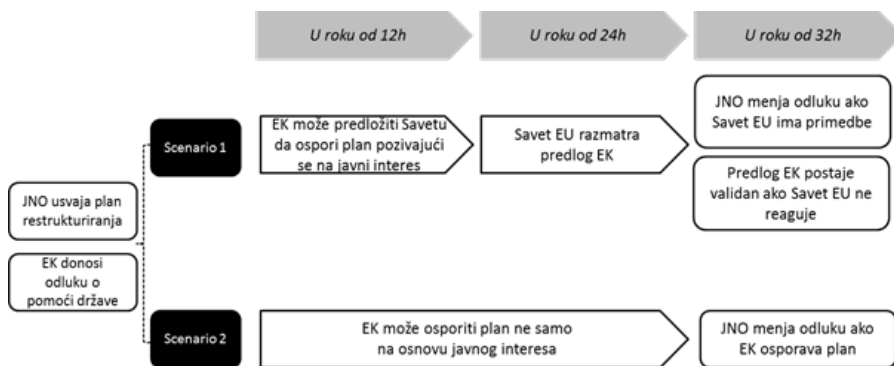 U roku od 12h
U roku od 24h
U roku od 32h
JNO usvaja plan
restrukturiranja
EK donosi
odluku o
pomoći države
Scenario 1
EK može predložiti Savetu
da ospori plan pozivajući
se na javni interes
Savet EU razmatra
predlog EK
JNO menja odluku ako
Savet EU ima primedbe
Predlog EK postaje
validan ako Savet EU ne
reaguje
Scenario 2
EK može osporiti plan ne samo
na osnovu javnog interesa
JNO menja odluku ako
EK osporava plan